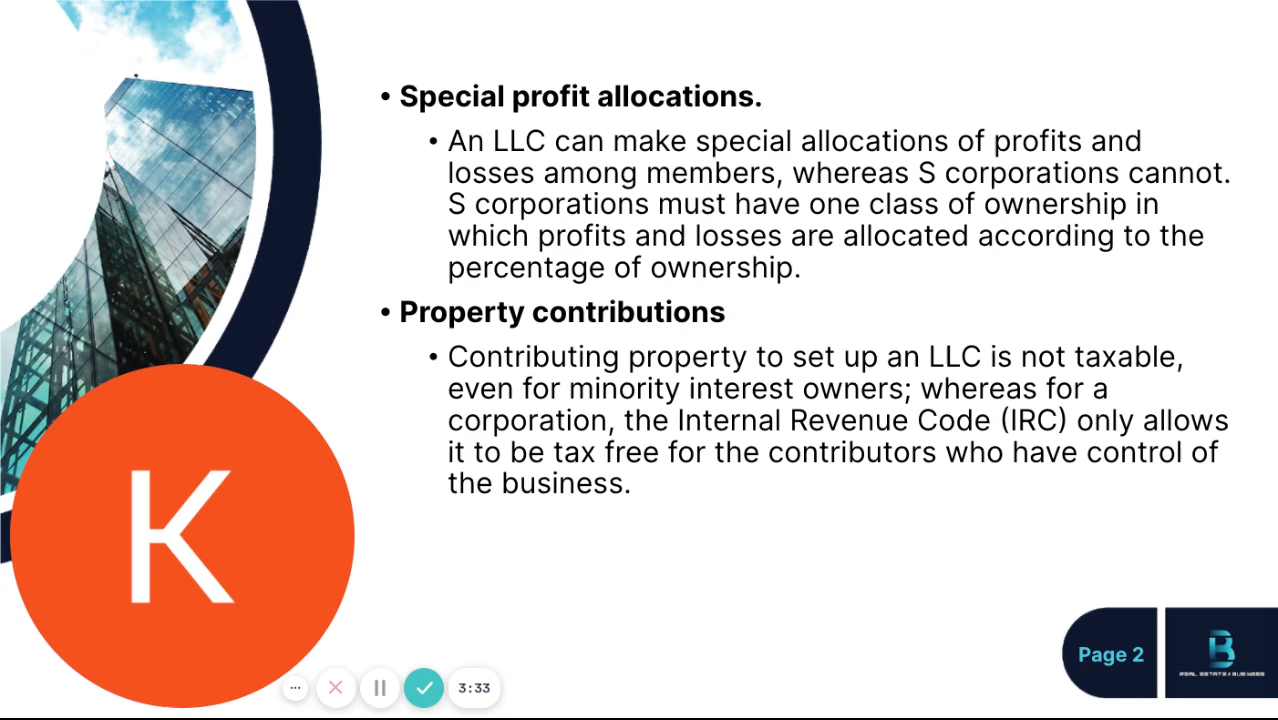 • Special profit allocations.
• An LLC can make special allocations of profits and
losses among members, whereas S corporations cannot.
S corporations must have one class of ownership in
which profits and losses are allocated according to the
percentage of ownership.
• Property contributions
• Contributing property to set up an LLC is not taxable,
even for minority interest owners; whereas for a
corporation, the Internal Revenue Code (IRC) only allows
it to be tax free for the contributors who have control of
the business.
K
3:33
Page 2
B
REAL ESTATE & BUSINESS